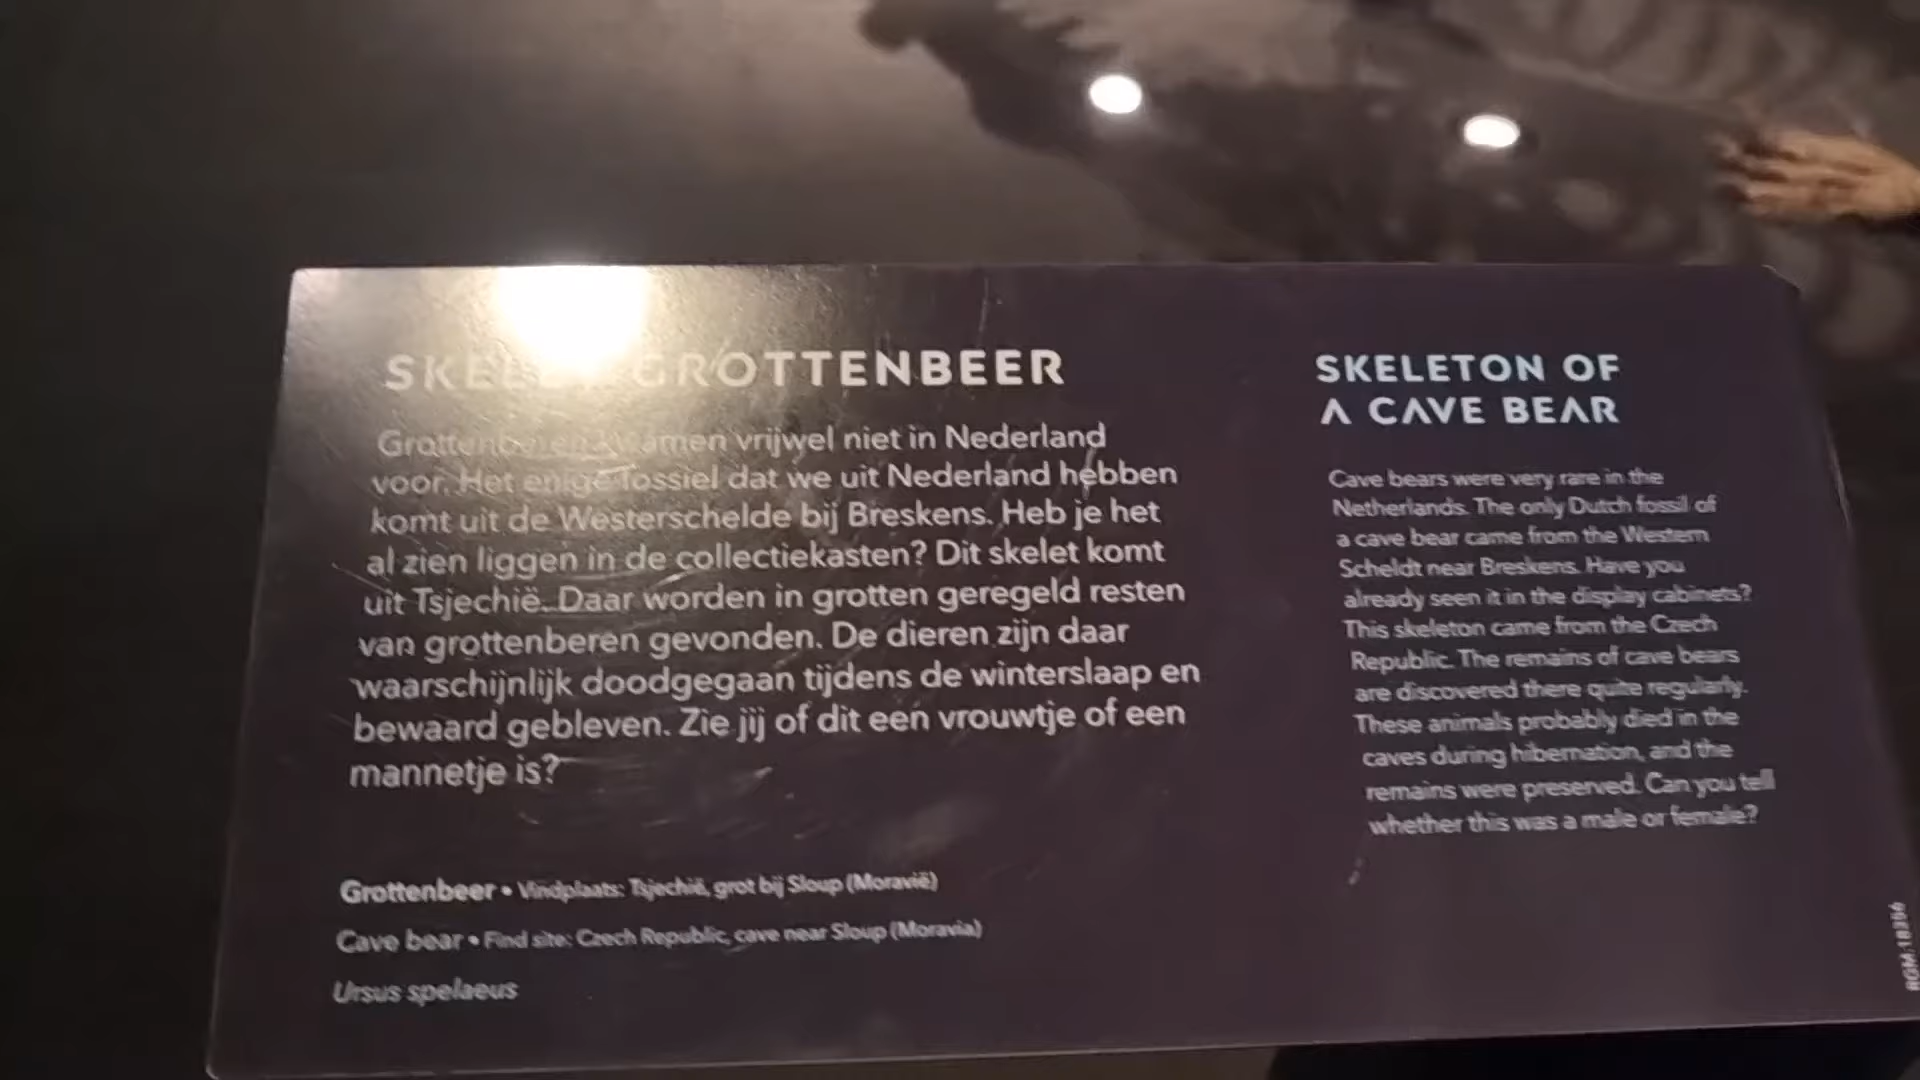 SKELET GROTTENBEER
Grottenberen kwamen vrijwel niet in Nederland
voor. Het enige fossiel dat we uit Nederland hebben
komt uit de Westerschelde bij Breskens. Heb je het
al zien liggen in de collectiekasten? Dit skelet komt
uit Tsjechië. Daar worden in grotten geregeld resten
van grottenberen gevonden. De dieren zijn daar
waarschijnlijk doodgegaan tijdens de winterslaap en
bewaard gebleven. Zie jij of dit een vrouwtje of een
mannetje is?
Grottenbeer • Vindplaats: Tsjechië, grot bij Sloup (Moravië)
Cave bear • Find site: Czech Republic, cave near Sloup (Moravia)
Ursus spelaeus
SKELETON OF
A CAVE BEAR
Cave bears were very rare in the
Netherlands. The only Dutch fossil of
a cave bear came from the Western
Scheldt near Breskens. Have you
already seen it in the display cabinets?
This skeleton came from the Czech
Republic. The remains of cave bears
are discovered there quite regularly.
These animals probably died in the
caves during hibernation, and the
remains were preserved. Can you tell
whether this was a male or female?